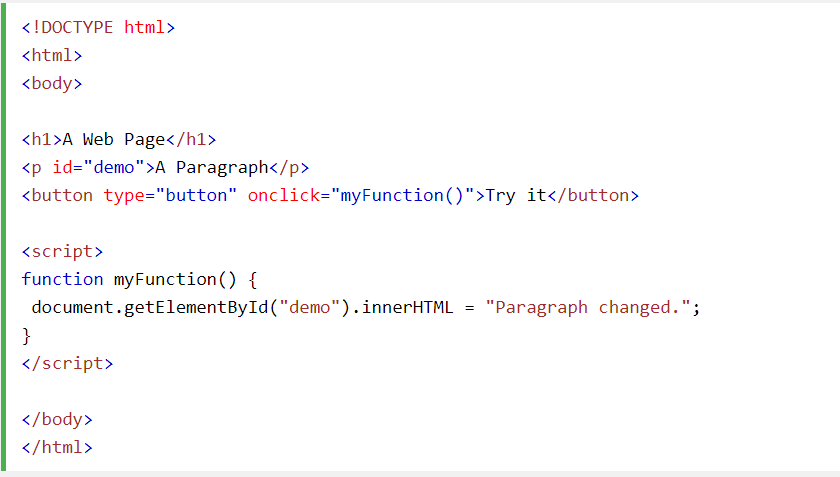 <!DOCTYPE html>
<html>
<body>
<h1>A Web Page</h1>
<p id="demo">A Paragraph</p>
<button type="button" onclick="myFunction()">Try it</button>
<script>
function myFunction() {
 document.getElementById("demo").innerHTML = "Paragraph changed.";
}
</script>
</body>
</html>